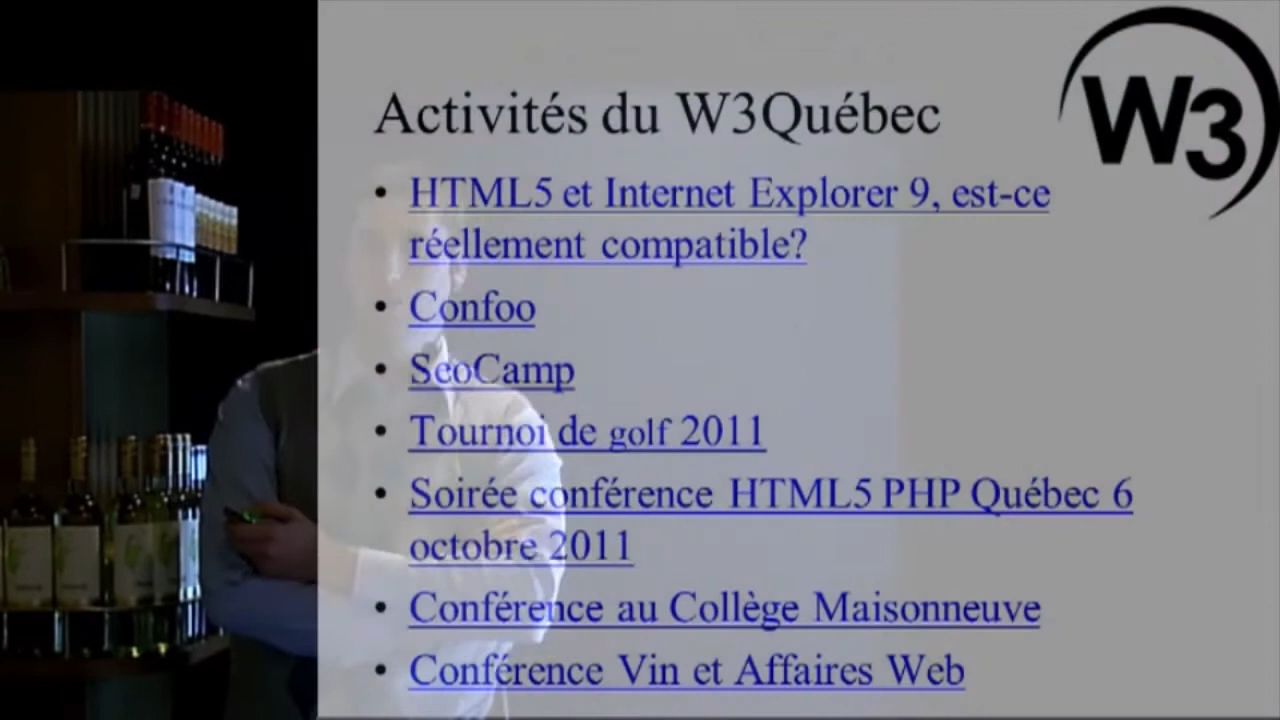 W3
Activités du W3Québec
• HTML5 et Internet Explorer 9, est-ce
réellement compatible?
• Confoo
• SeoCamp
• Tournoi de golf 2011
• Soirée conférence HTML5 PHP Québec 6
octobre 2011
• Conférence au Collège Maisonneuve
• Conférence Vin et Affaires Web